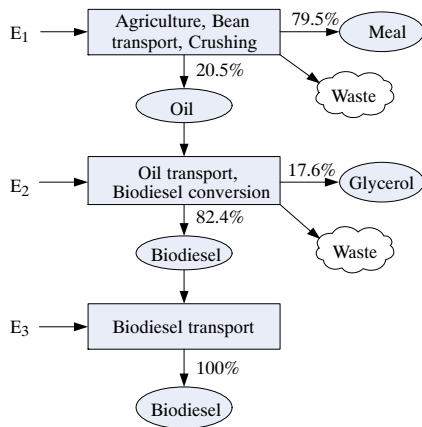 E1
Agriculture, Bean
transport, Crushing
79.5%
Meal
20.5%
Waste
Oil
E2
Oil transport,
Biodiesel conversion
17.6%
Glycerol
82.4%
Waste
Biodiesel
E3
Biodiesel transport
100%
Biodiesel